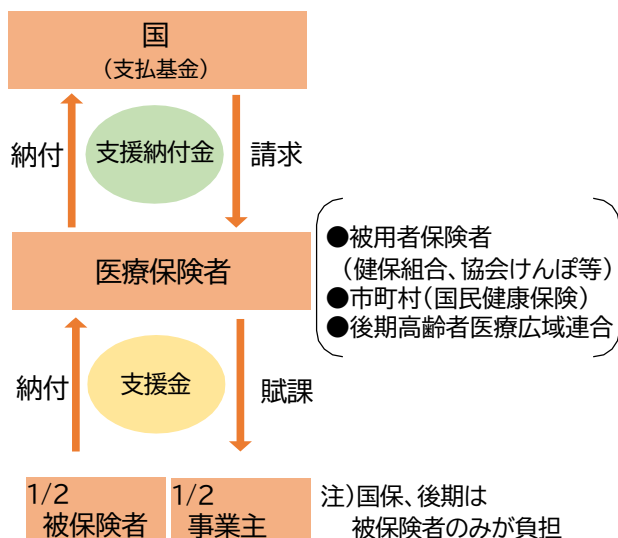 国
（支払基金）
納付
支援納付金
請求
医療保険者
●被用者保険者
（健保組合、協会けんぽ等）
●市町村（国民健康保険）
●後期高齢者医療広域連合
納付
支援金
賦課
1/2
被保険者
1/2
事業主
注）国保、後期は
被保険者のみが負担